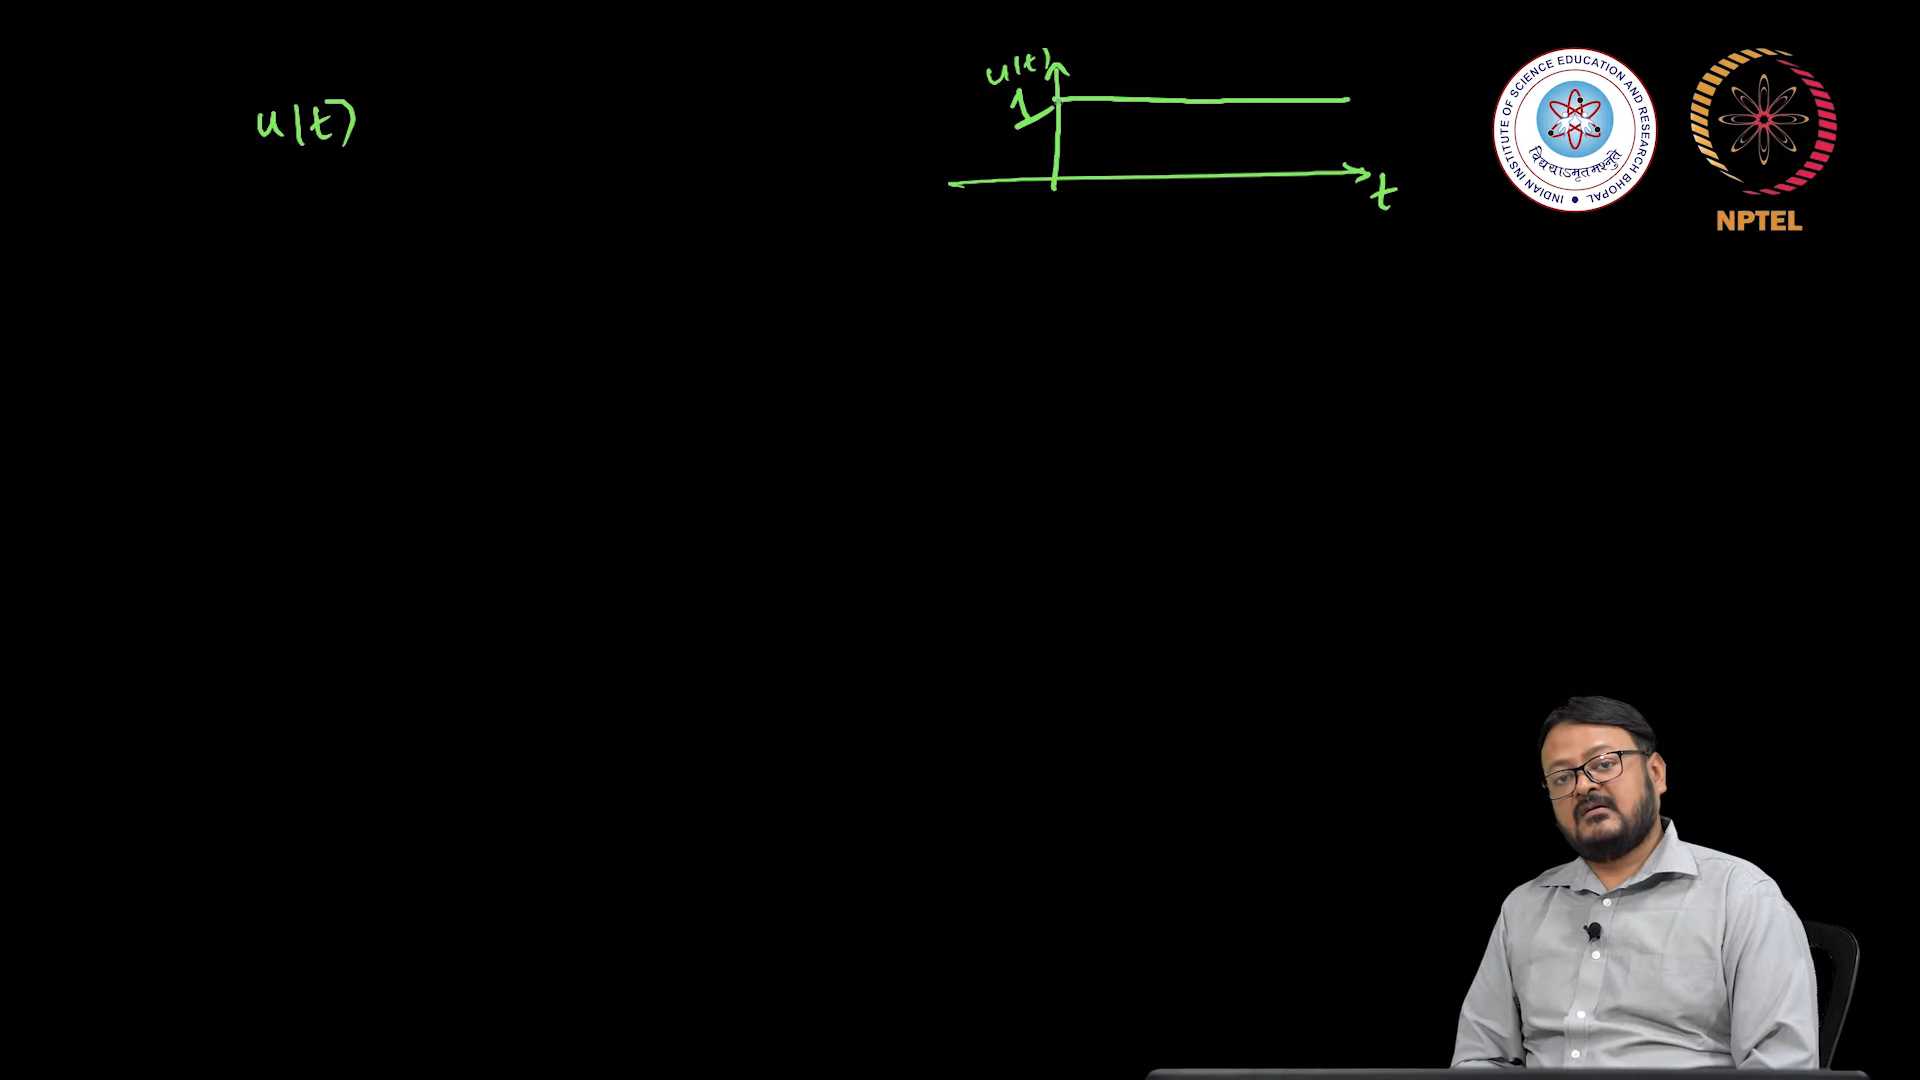 u(t)
u(t)
1
t
INDIAN INSTITUTE OF SCIENCE EDUCATION AND RESEARCH BHOPAL
विद्ययाऽमृतमश्नुते
NPTEL